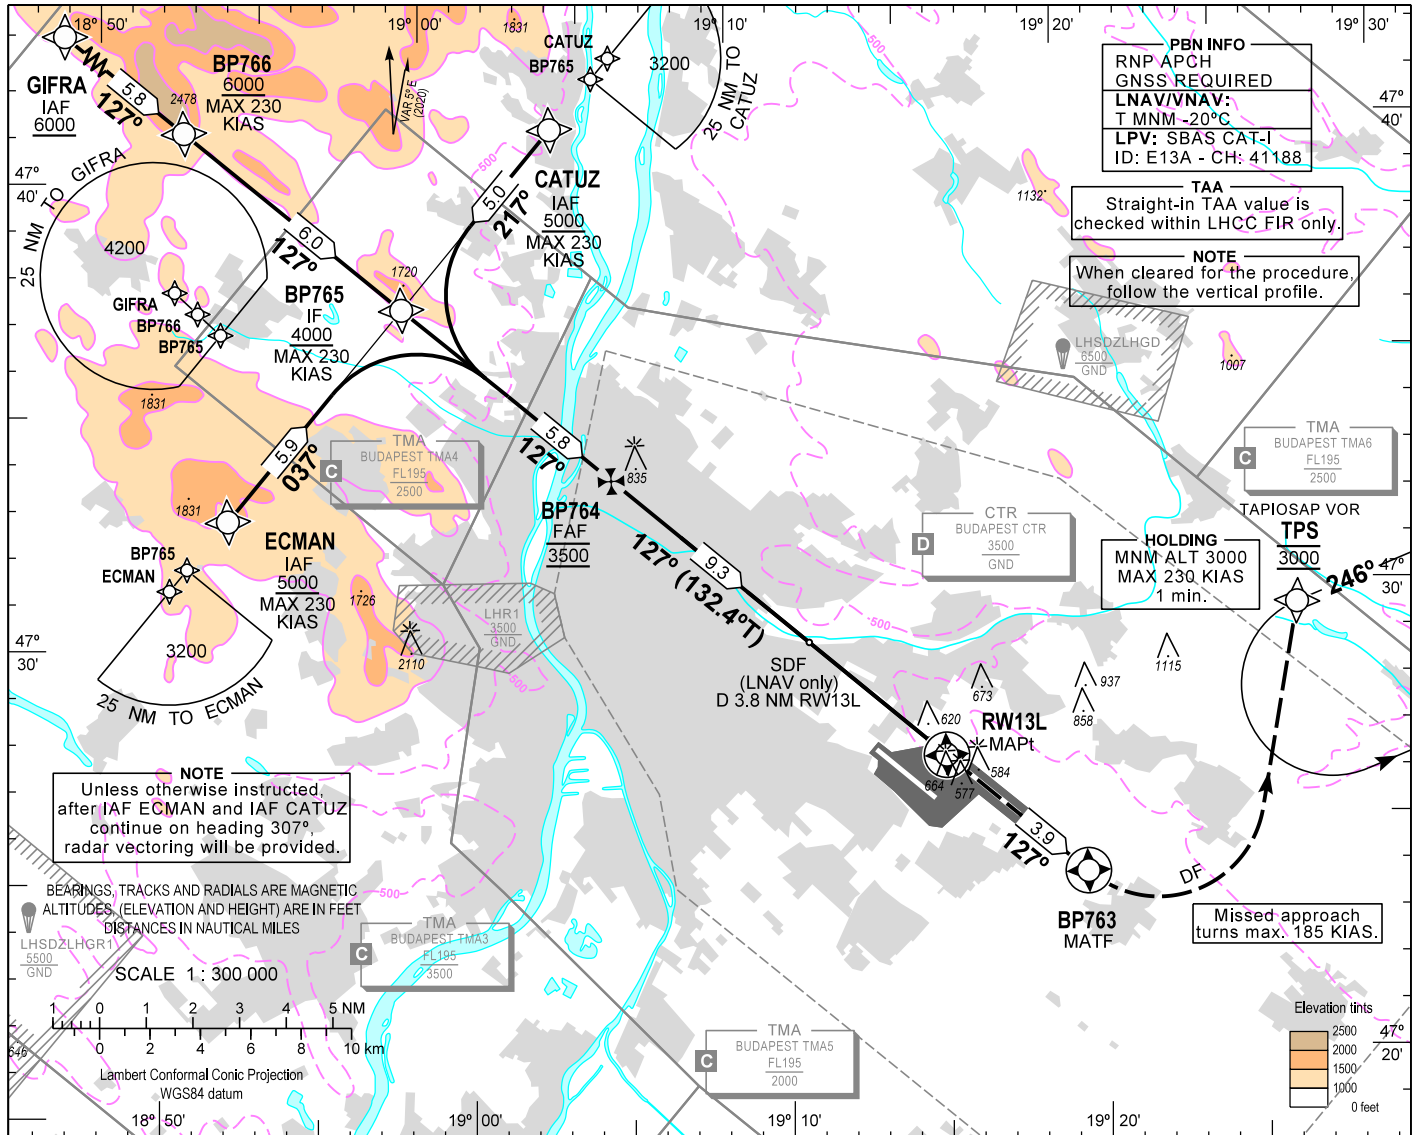 18° 50'
19° 00'
19° 10'
19° 20'
19° 30'
1831
CATUZ
BP765
3200
25 NM TO
CATUZ
PBN INFO
RNP APCH
GNSS REQUIRED
LNAV/VNAV:
T MNM -20°C
LPV: SBAS CAT-I
ID: E13A - CH: 41188
GIFRA
IAF
6000
5.8
127°
2478
BP766
6000
MAX 230
KIAS
VAR 5° E
(2020)
500
47°
40'
47°
40'
CATUZ
IAF
5000
MAX 230
KIAS
5.0
217°
1132
TAA
Straight-in TAA value is
checked within LHCC FIR only.
NOTE
When cleared for the procedure,
follow the vertical profile.
25 NM TO GIFRA
4200
GIFRA
BP766
BP765
6.0
127°
1720
BP765
IF
4000
MAX 230
KIAS
-500
LHSDZLHGD
6500
GND
1007
1831
5.9
037°
C
TMA
BUDAPEST TMA4
FL195
2500
5.8
127°
835
C
TMA
BUDAPEST TMA6
FL195
2500
1831
ECMAN
IAF
5000
MAX 230
KIAS
BP764
FAF
3500
D
CTR
BUDAPEST CTR
3500
GND
TAPIOSAP VOR
TPS
3000
246°
HOLDING
MNM ALT 3000
MAX 230 KIAS
1 min.
47°
30'
BP765
ECMAN
3200
25 NM TO ECMAN
1726
2110
LHR1
3500
GND
500
9.3
127° (132.4°T)
-500
47°
30'
SDF
(LNAV only)
D 3.8 NM RW13L
673
937
858
1115
620
RW13L
MAPt
584
664
577
3.9
127°
DF
BP763
MATF
Missed approach
turns max. 185 KIAS.
NOTE
Unless otherwise instructed,
after IAF ECMAN and IAF CATUZ
continue on heading 307°,
radar vectoring will be provided.
-500
BEARINGS, TRACKS AND RADIALS ARE MAGNETIC
ALTITUDES, (ELEVATION AND HEIGHT) ARE IN FEET
DISTANCES IN NAUTICAL MILES
LHSDZLHGR1
5500
GND
SCALE 1 : 300 000
1 0 1 2 3 4 5 NM
0 2 4 6 8 10 km
Lambert Conformal Conic Projection
WGS84 datum
646
C
TMA
BUDAPEST TMA3
FL195
3500
C
TMA
BUDAPEST TMA5
FL195
2000
Elevation tints
2500
2000
1500
1000
0 feet
47°
20'
18° 50'
19° 00'
19° 10'
19° 20'